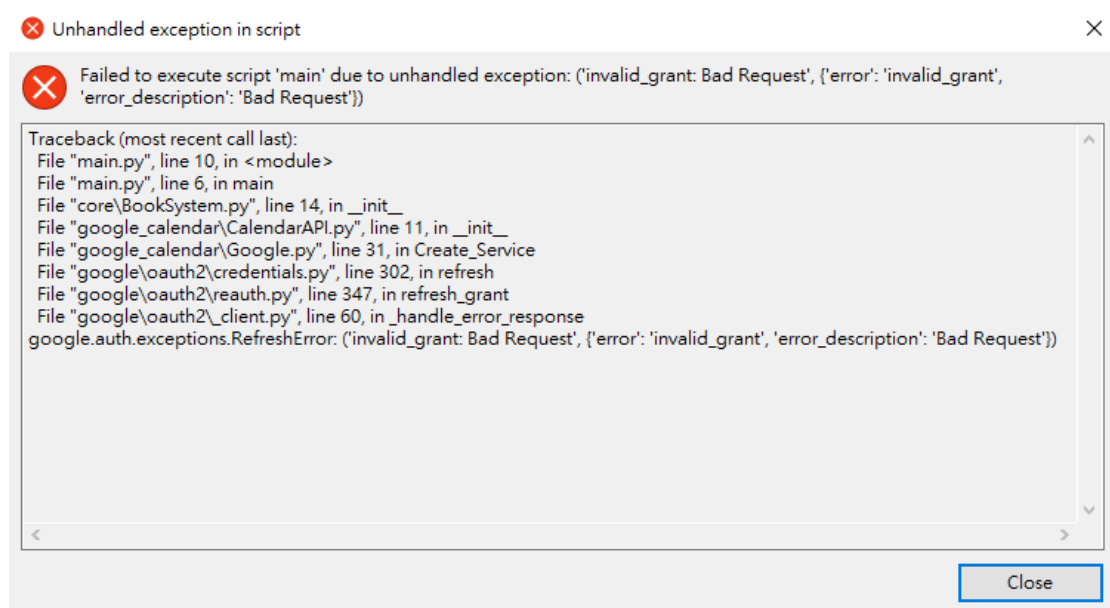 Unhandled exception in script
Failed to execute script 'main' due to unhandled exception: ('invalid_grant: Bad Request', {'error': 'invalid_grant',
'error_description': 'Bad Request'})
Traceback (most recent call last):
File "main.py", line 10, in <module>
File "main.py", line 6, in main
File "core\BookSystem.py", line 14, in __init__
File "google_calendar\CalendarAPI.py", line 11, in __init__
File "google_calendar\Google.py", line 31, in Create_Service
File "google\oauth2\credentials.py", line 302, in refresh
File "google\oauth2\reauth.py", line 347, in refresh_grant
File "google\oauth2\_client.py", line 60, in _handle_error_response
google.auth.exceptions.RefreshError: ('invalid_grant: Bad Request', {'error': 'invalid_grant', 'error_description': 'Bad Request'})
Close